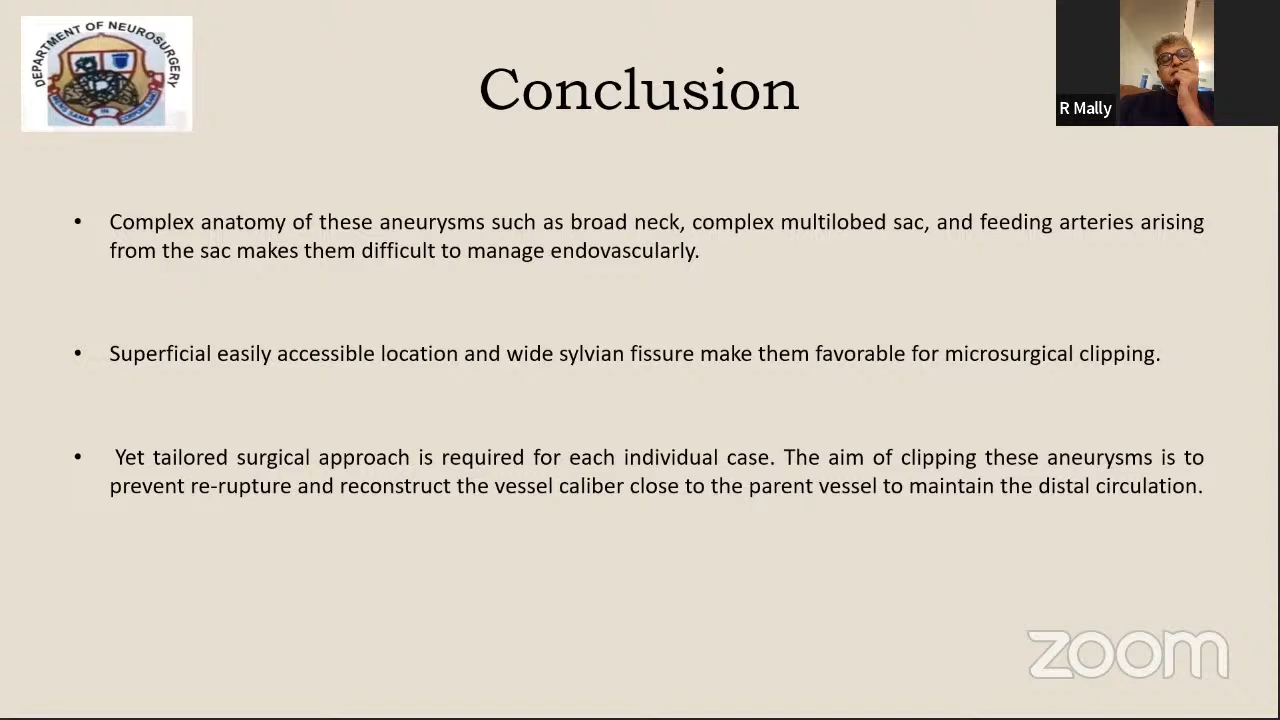 DEPARTMENT OF NEUROSURGERY
Conclusion
R Mally
• Complex anatomy of these aneurysms such as broad neck, complex multilobed sac, and feeding arteries arising
from the sac makes them difficult to manage endovascularly.
• Superficial easily accessible location and wide sylvian fissure make them favorable for microsurgical clipping.
• Yet tailored surgical approach is required for each individual case. The aim of clipping these aneurysms is to
prevent re-rupture and reconstruct the vessel caliber close to the parent vessel to maintain the distal circulation.
zoom